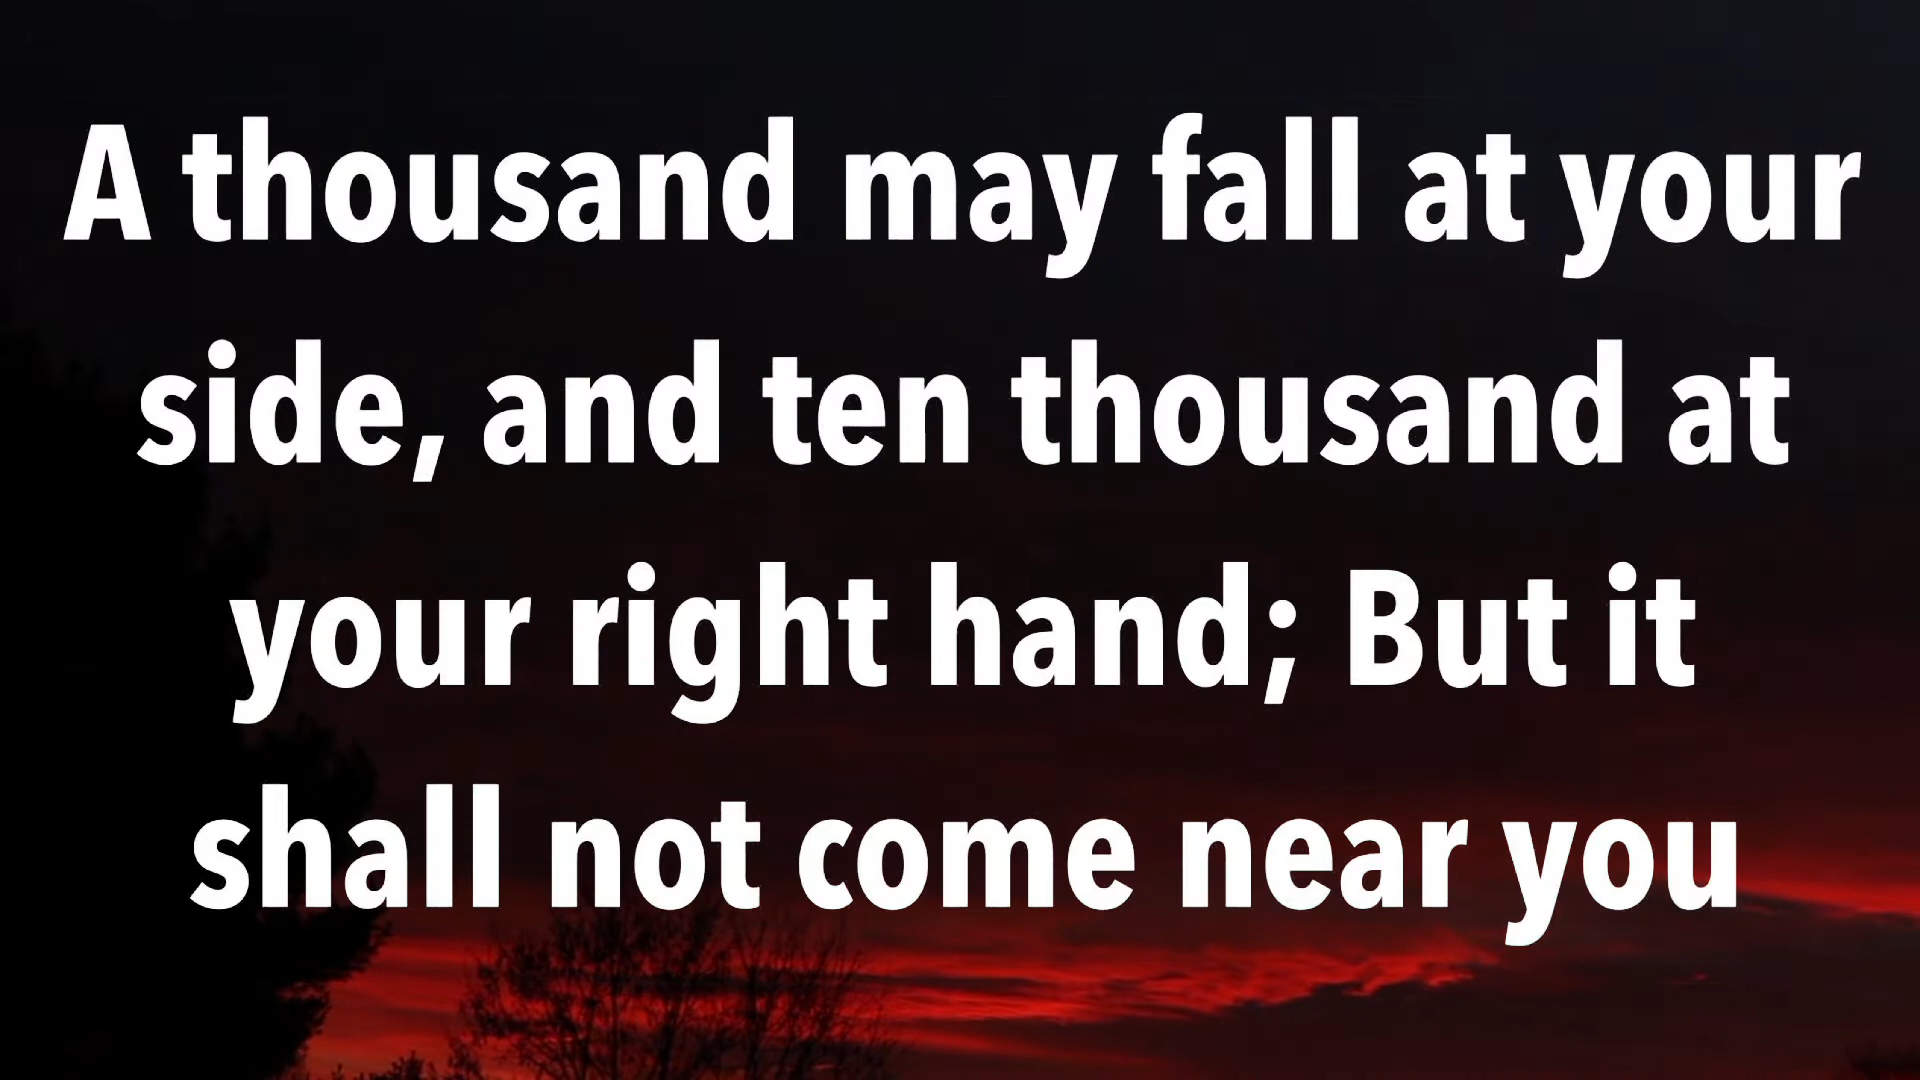 A thousand may fall at your
side, and ten thousand at
your right hand; But it
shall not come near you